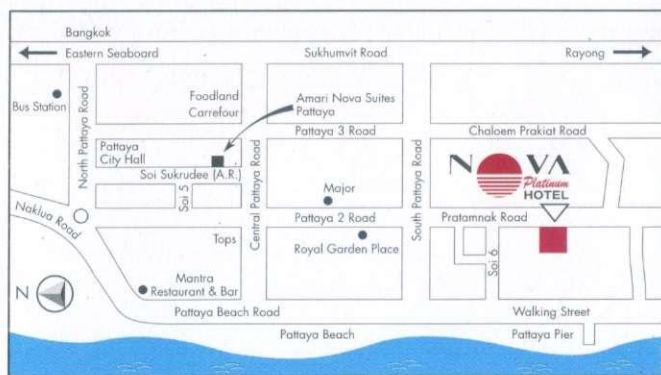 Bangkok
Eastern Seaboard
Sukhumvit Road
Rayong
Bus Station
North Pattaya Road
Foodland
Carrefour
Amari Nova Suites
Pattaya
Pattaya 3 Road
Chaloem Prakiat Road
Pattaya
City Hall
Soi Sukrudee (A.R.)
Soi 5
Central Pattaya Road
Major
South Pattaya Road
NOVA
Platinum
HOTEL
Naklua Road
Pattaya 2 Road
Pratamnak Road
Tops
Royal Garden Place
Soi 6
N
Mantra
Restaurant & Bar
Pattaya Beach Road
Walking Street
Pattaya Beach
Pattaya Pier